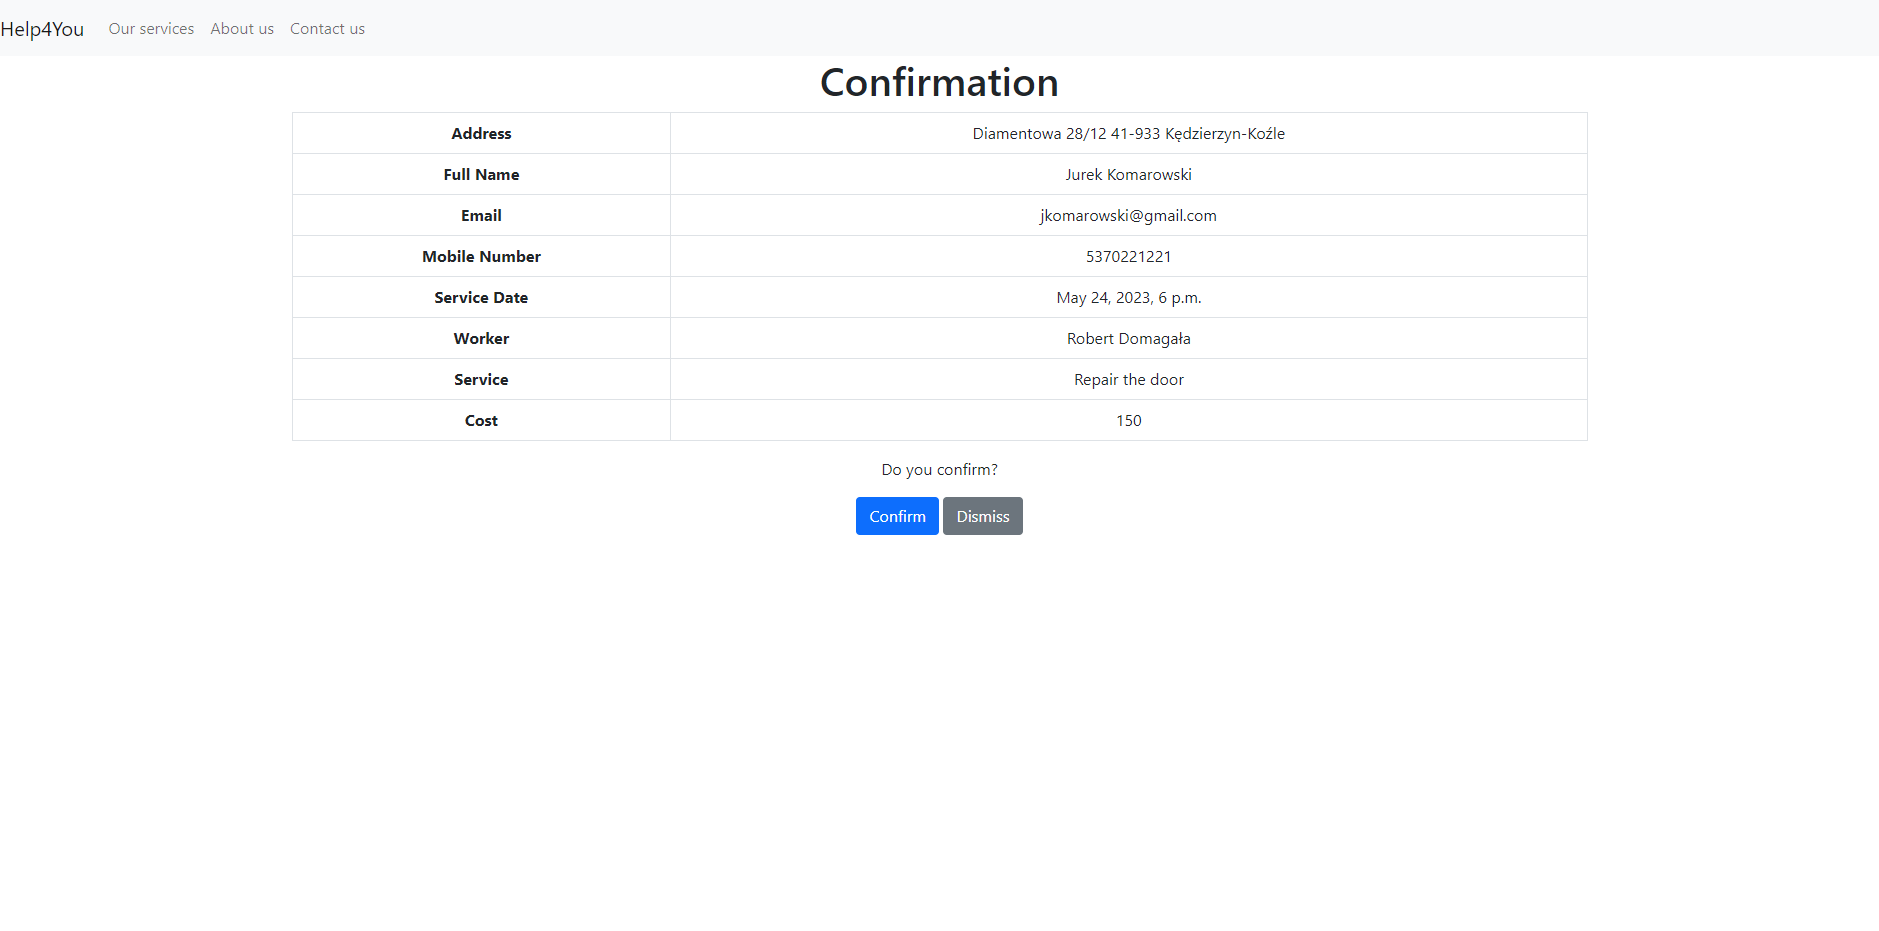 Help4You Our services About us Contact us
Confirmation
Address Diamentowa 28/12 41-933 Kędzierzyn-Koźle
Full Name Jurek Komarowski
Email jkomarowski@gmail.com
Mobile Number 5370221221
Service Date May 24, 2023, 6 p.m.
Worker Robert Domagała
Service Repair the door
Cost 150
Do you confirm?
Confirm Dismiss